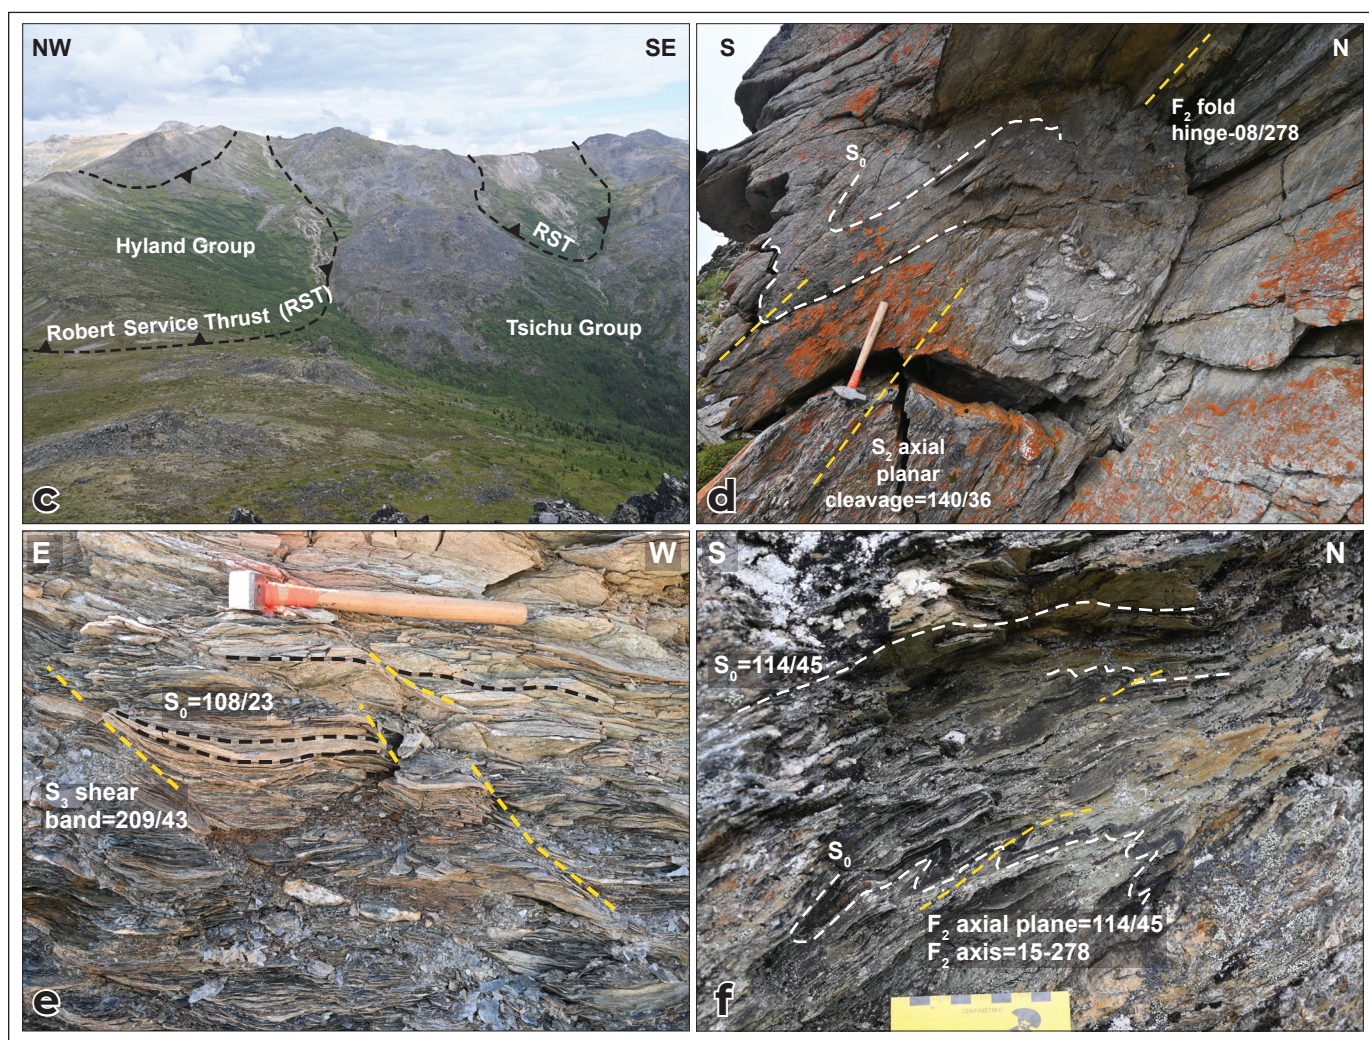 NW
SE
Hyland Group
RST
Robert Service Thrust (RST)
Tsichu Group
c
S
N
F₂ fold
hinge-08/278
S₀
S₂ axial
planar
cleavage=140/36
d
E
W
S₀=108/23
S₃ shear
band=209/43
e
S
N
S₀=114/45
S₀
F₂ axial plane=114/45
F₂ axis=15-278
CENTIMETRES
f